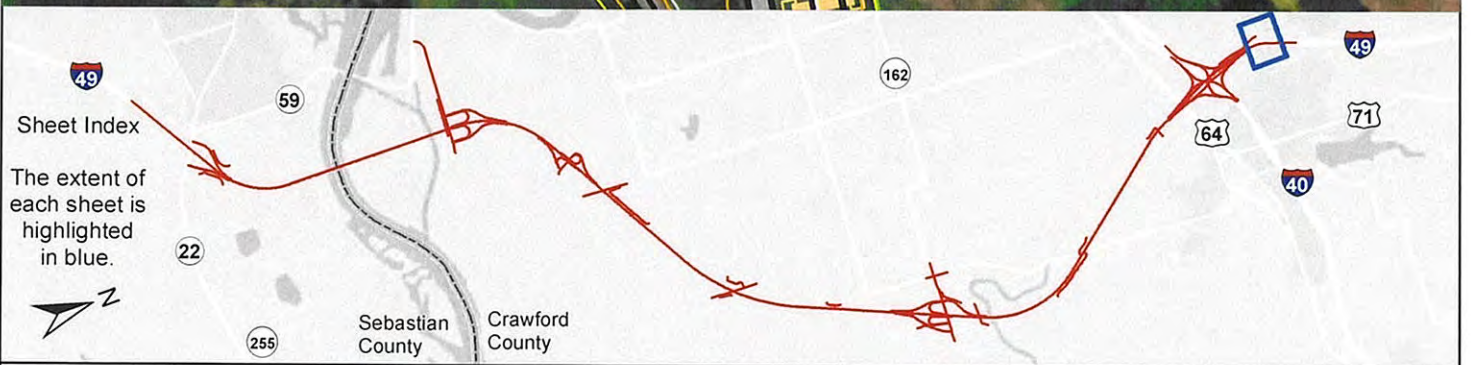 49
Sheet Index
The extent of
each sheet is
highlighted
in blue.
N
59
22
255
Sebastian
County
Crawford
County
162
49
64
71
40